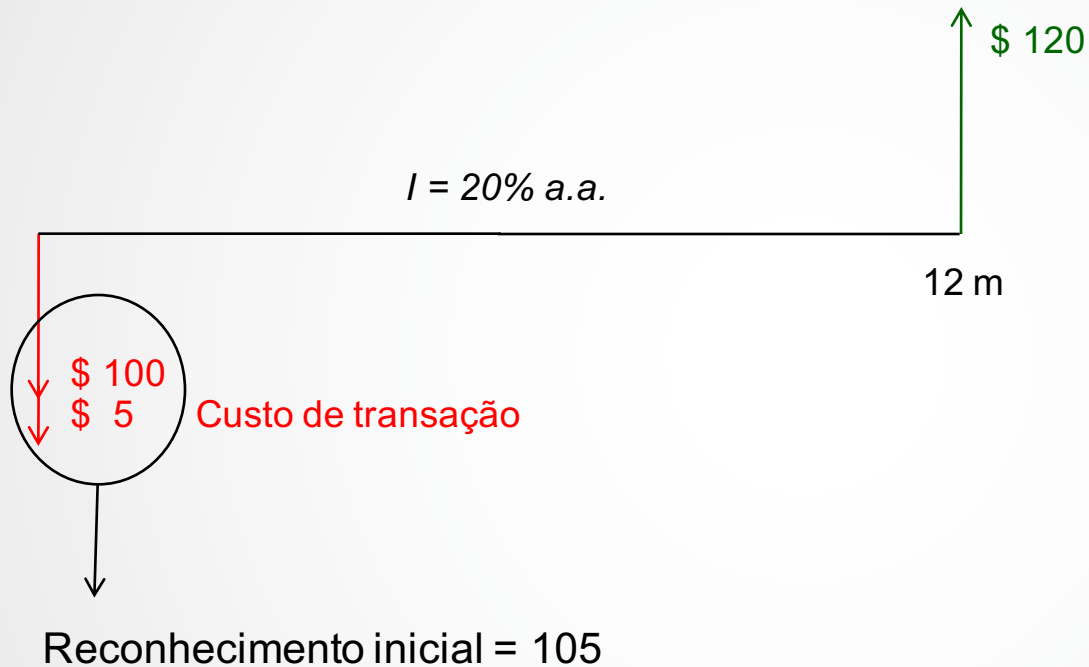 $ 120
I = 20% a.a.
12 m
$ 100
$ 5 Custo de transação
Reconhecimento inicial = 105